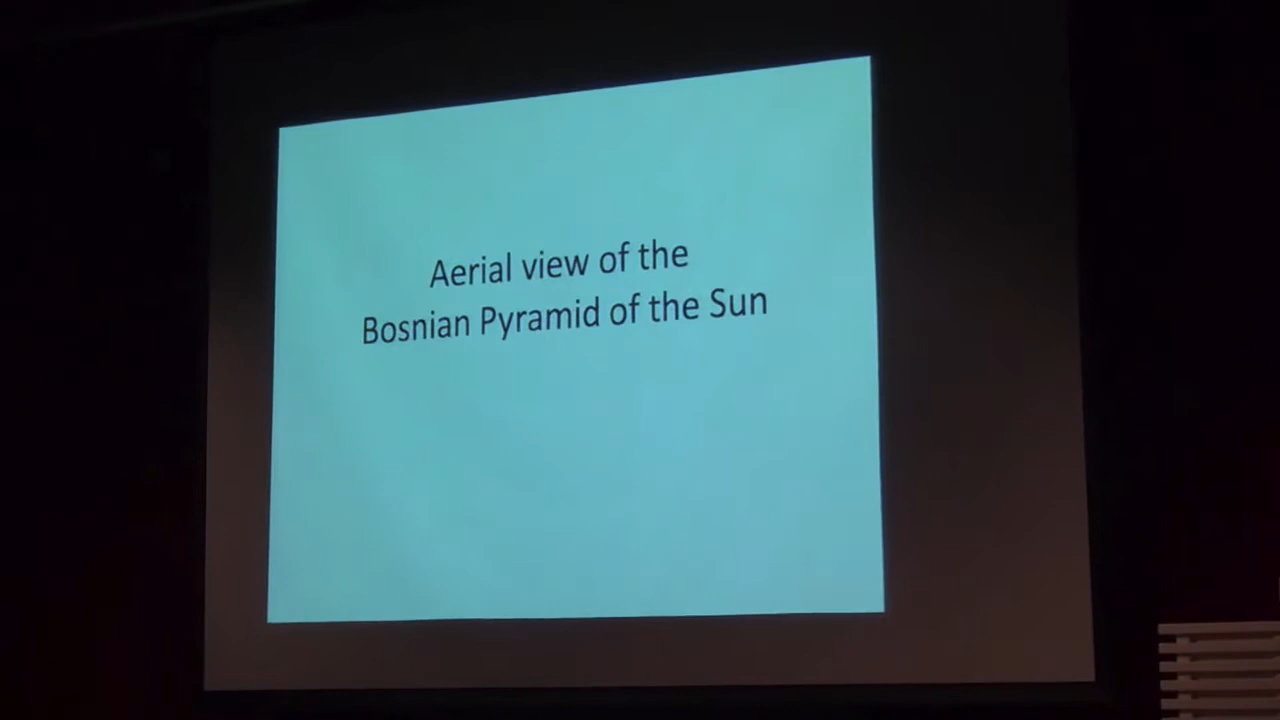 Aerial view of the
Bosnian Pyramid of the Sun